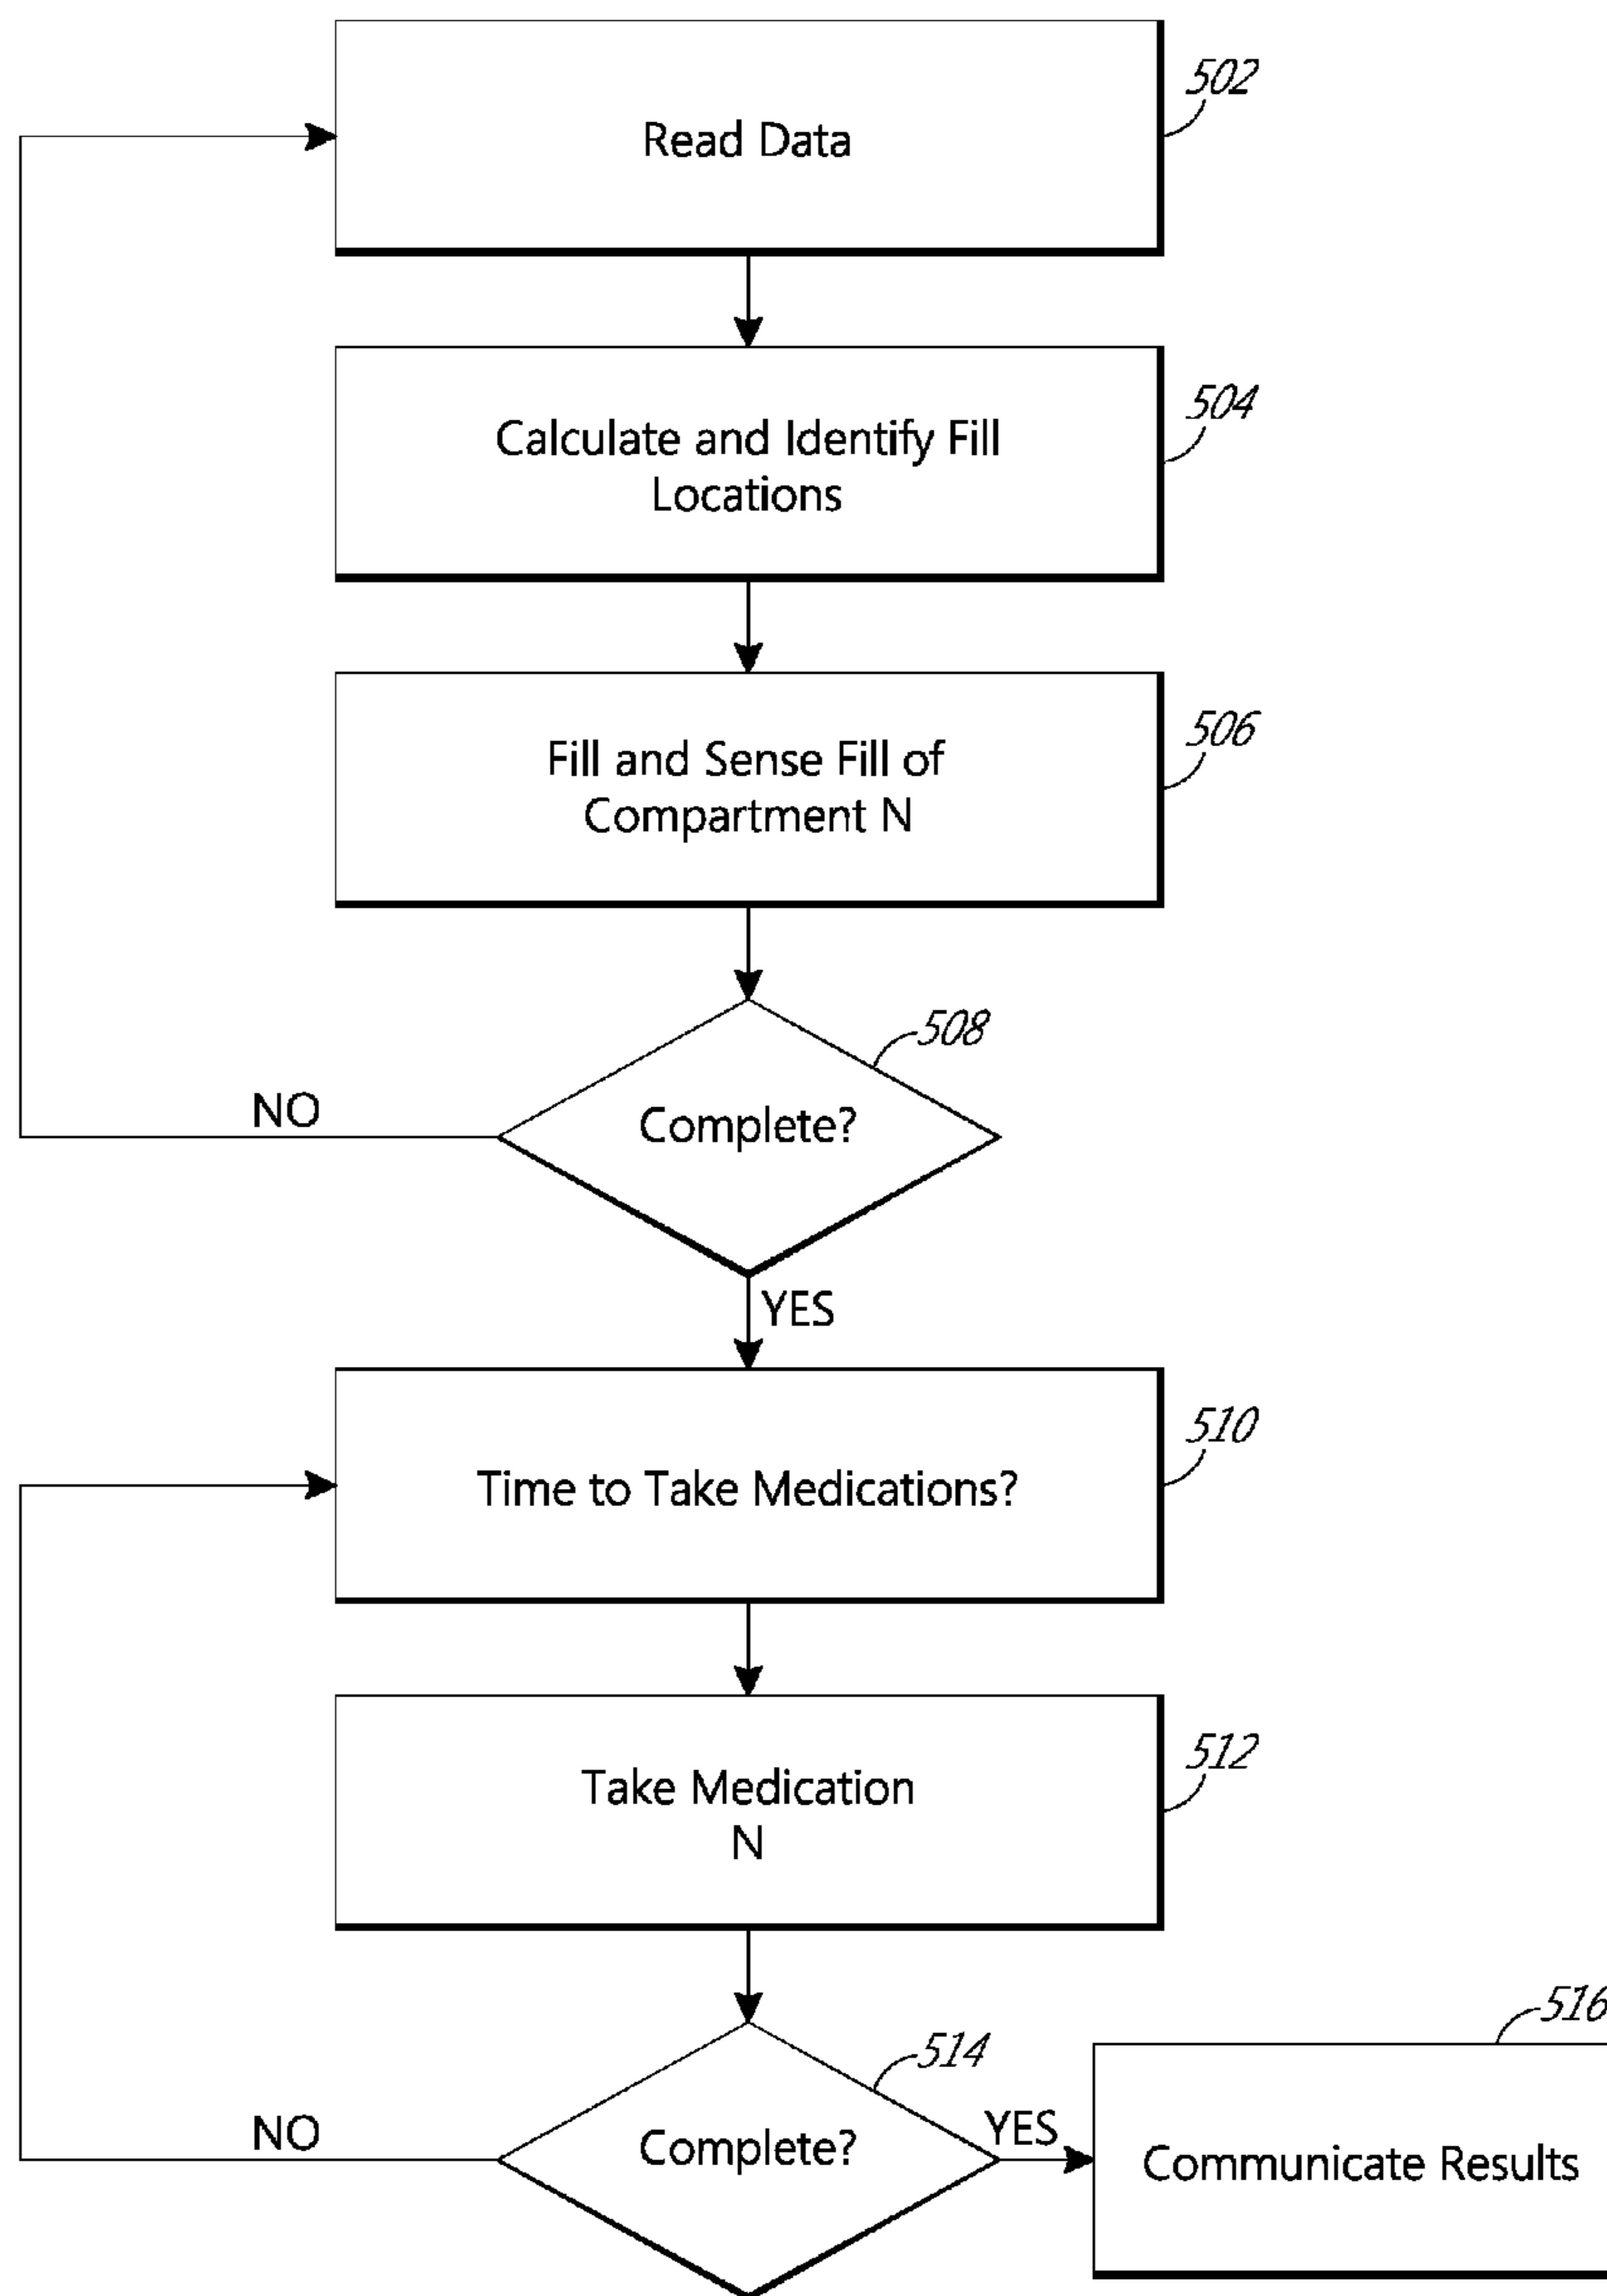 502
Read Data
504
Calculate and Identify Fill
Locations
506
Fill and Sense Fill of
Compartment N
508
NO
Complete?
YES
510
Time to Take Medications?
512
Take Medication
N
516
514
NO
Complete?
YES
Communicate Results